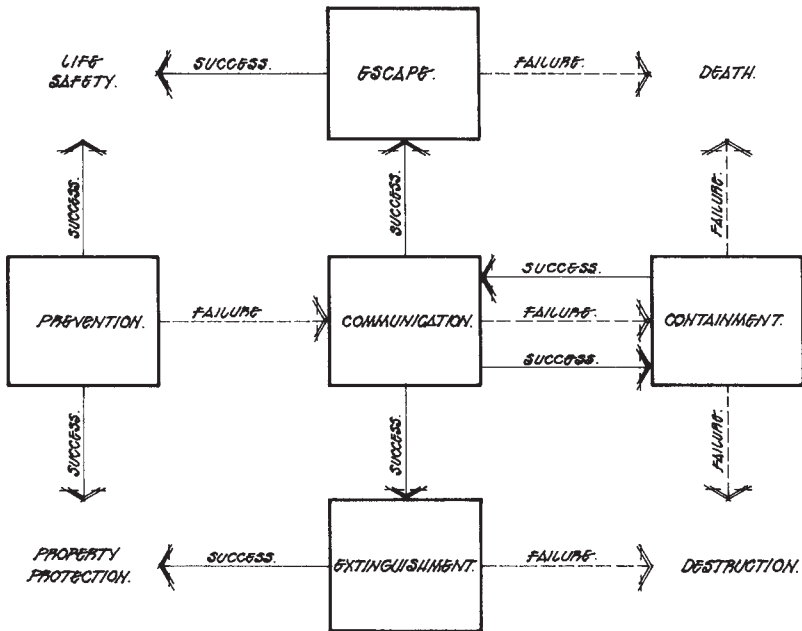 LIFE
SAFETY.
SUCCESS.
ESCAPE.
FAILURE.
DEATH.
SUCCESS.
SUCCESS.
FAILURE.
SUCCESS.
PREVENTION.
FAILURE
COMMUNICATION.
FAILURE.
CONTAINMENT.
SUCCESS.
SUCCESS.
SUCCESS.
FAILURE.
PROPERTY
PROTECTION.
SUCCESS.
EXTINGUISHMENT.
FAILURE.
DESTRUCTION.